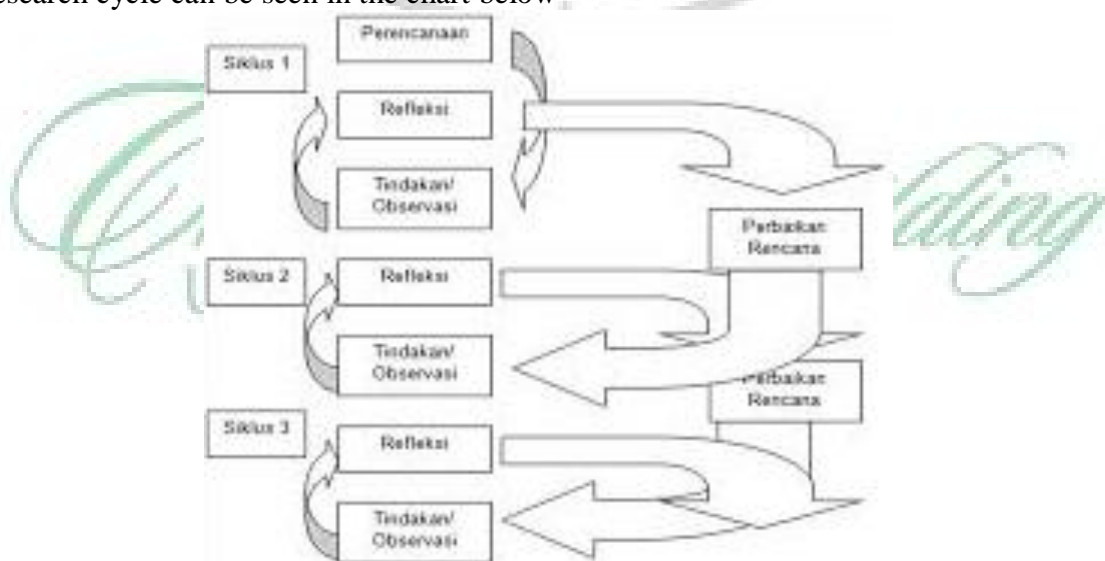 research cycle can be seen in the chart below
Perencanaan
Siklus 1
Refleksi
Tindakan/
Observasi
Perbaikan
Rencana
Siklus 2
Refleksi
Tindakan/
Observasi
Perbaikan
Rencana
Siklus 3
Refleksi
Tindakan/
Observasi